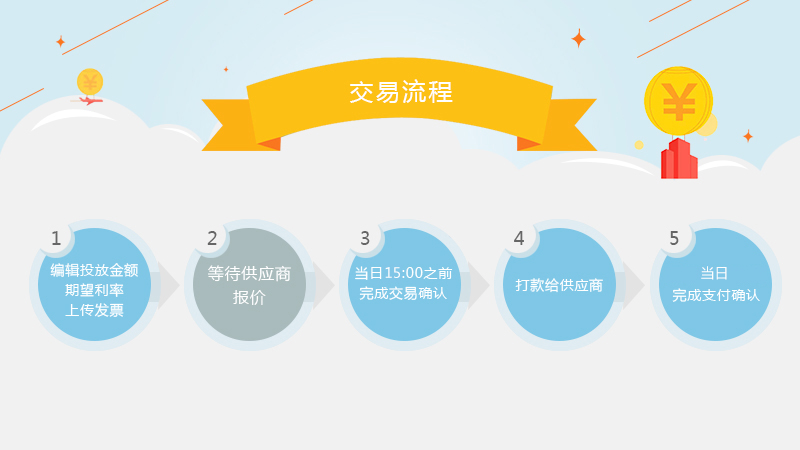 交易流程
1
编辑投放金额
期望利率
上传发票
2
等待供应商
报价
3
当日15:00之前
完成交易确认
4
打款给供应商
5
当日
完成支付确认
¥
¥